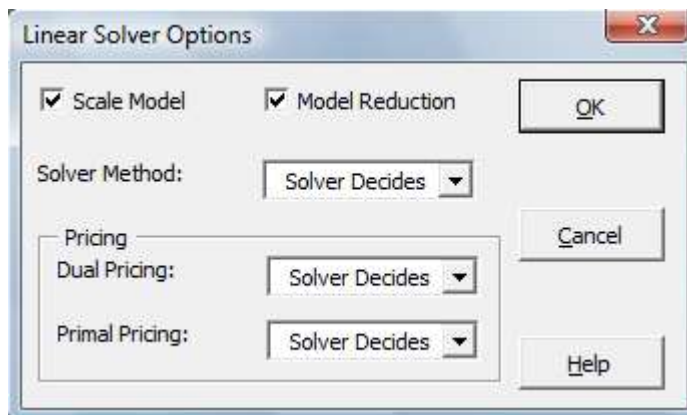 Linear Solver Options
Scale Model
Model Reduction
OK
Solver Method:
Solver Decides
Cancel
Pricing
Dual Pricing:
Solver Decides
Primal Pricing:
Solver Decides
Help